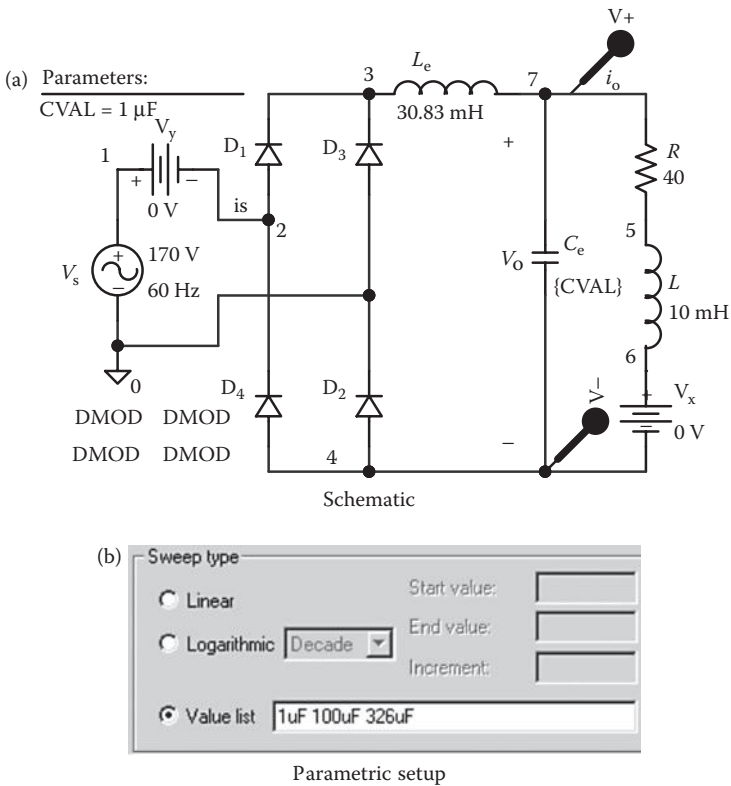 (a) Parameters:
CVAL = 1 μF
V+
3
Le
7
io
30.83 mH
Vy
1
+ −
0 V
D1
D3
+
R
40
is
2
5
Vs
+
−
170 V
60 Hz
Vo
Ce
{CVAL}
L
10 mH
6
0
D4
D2
V−
+
−
Vx
0 V
DMOD DMOD
DMOD DMOD
4
−
Schematic
(b)
Sweep type
Linear
Start value:
Logarithmic
Decade
End value:
Increment:
Value list
1uF 100uF 326uF
Parametric setup